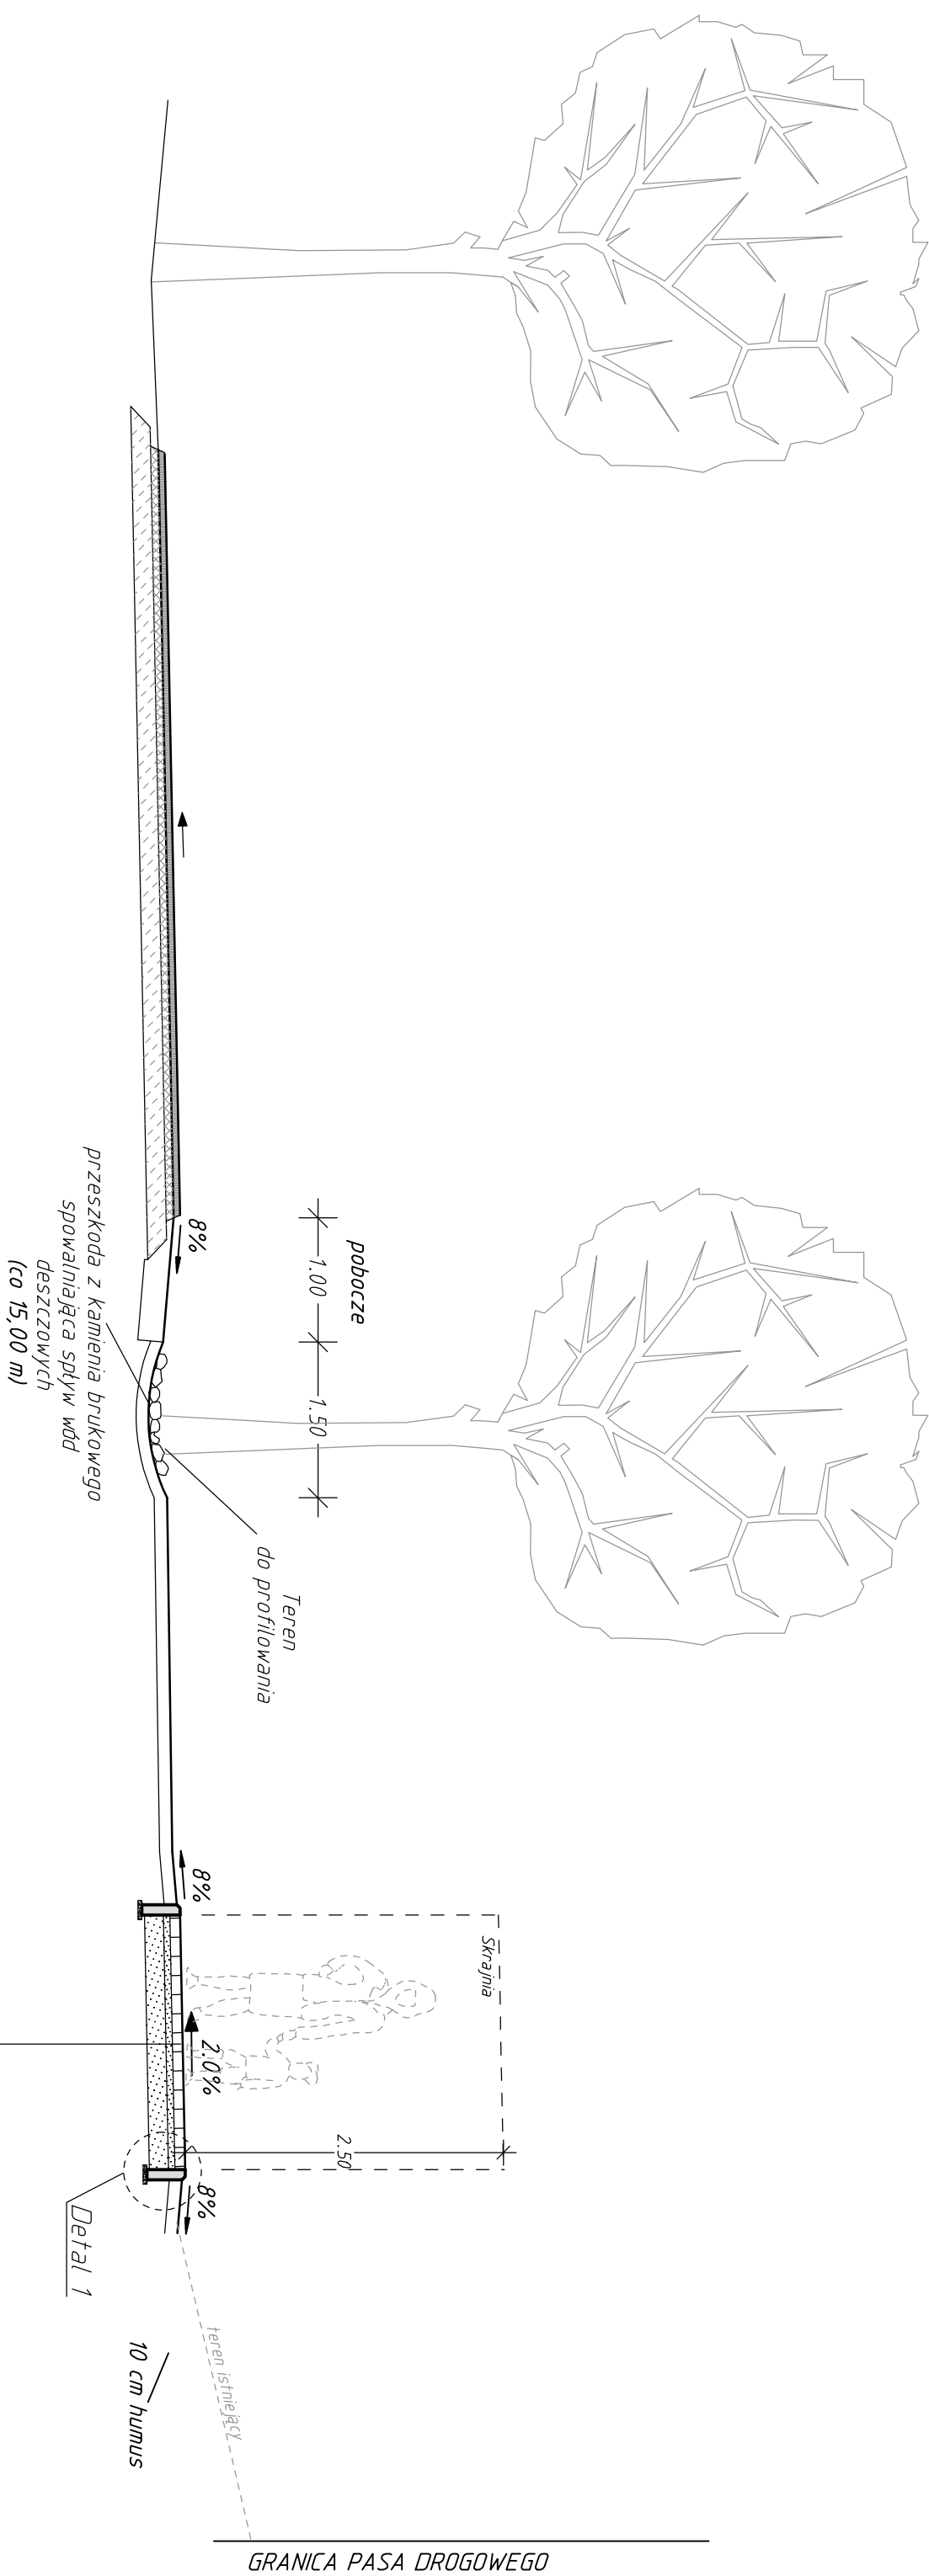 pobocze
1.00
1.50
8%
przeszkoda z kamienia brukowego
spowalniająca spływ wód
deszczowych
(co 15,00 m)
Teren
do profilowania
8%
Skrajnia
2.0%
2.50
8%
Detal 1
teren istniejący
10 cm humus
GRANICA PASA DROGOWEGO